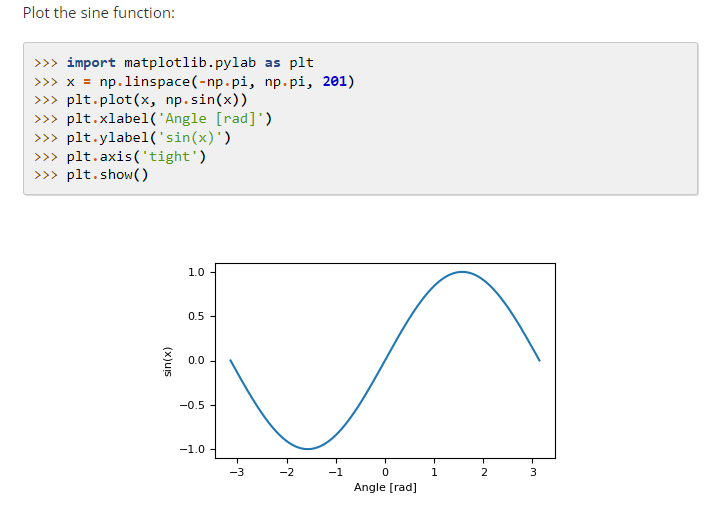 Plot the sine function:
>>> import matplotlib.pylab as plt
>>> x = np.linspace(-np.pi, np.pi, 201)
>>> plt.plot(x, np.sin(x))
>>> plt.xlabel('Angle [rad]')
>>> plt.ylabel('sin(x)')
>>> plt.axis('tight')
>>> plt.show()
1.0
0.5
0.0
−0.5
−1.0
sin(x)
−3 −2 −1 0 1 2 3
Angle [rad]